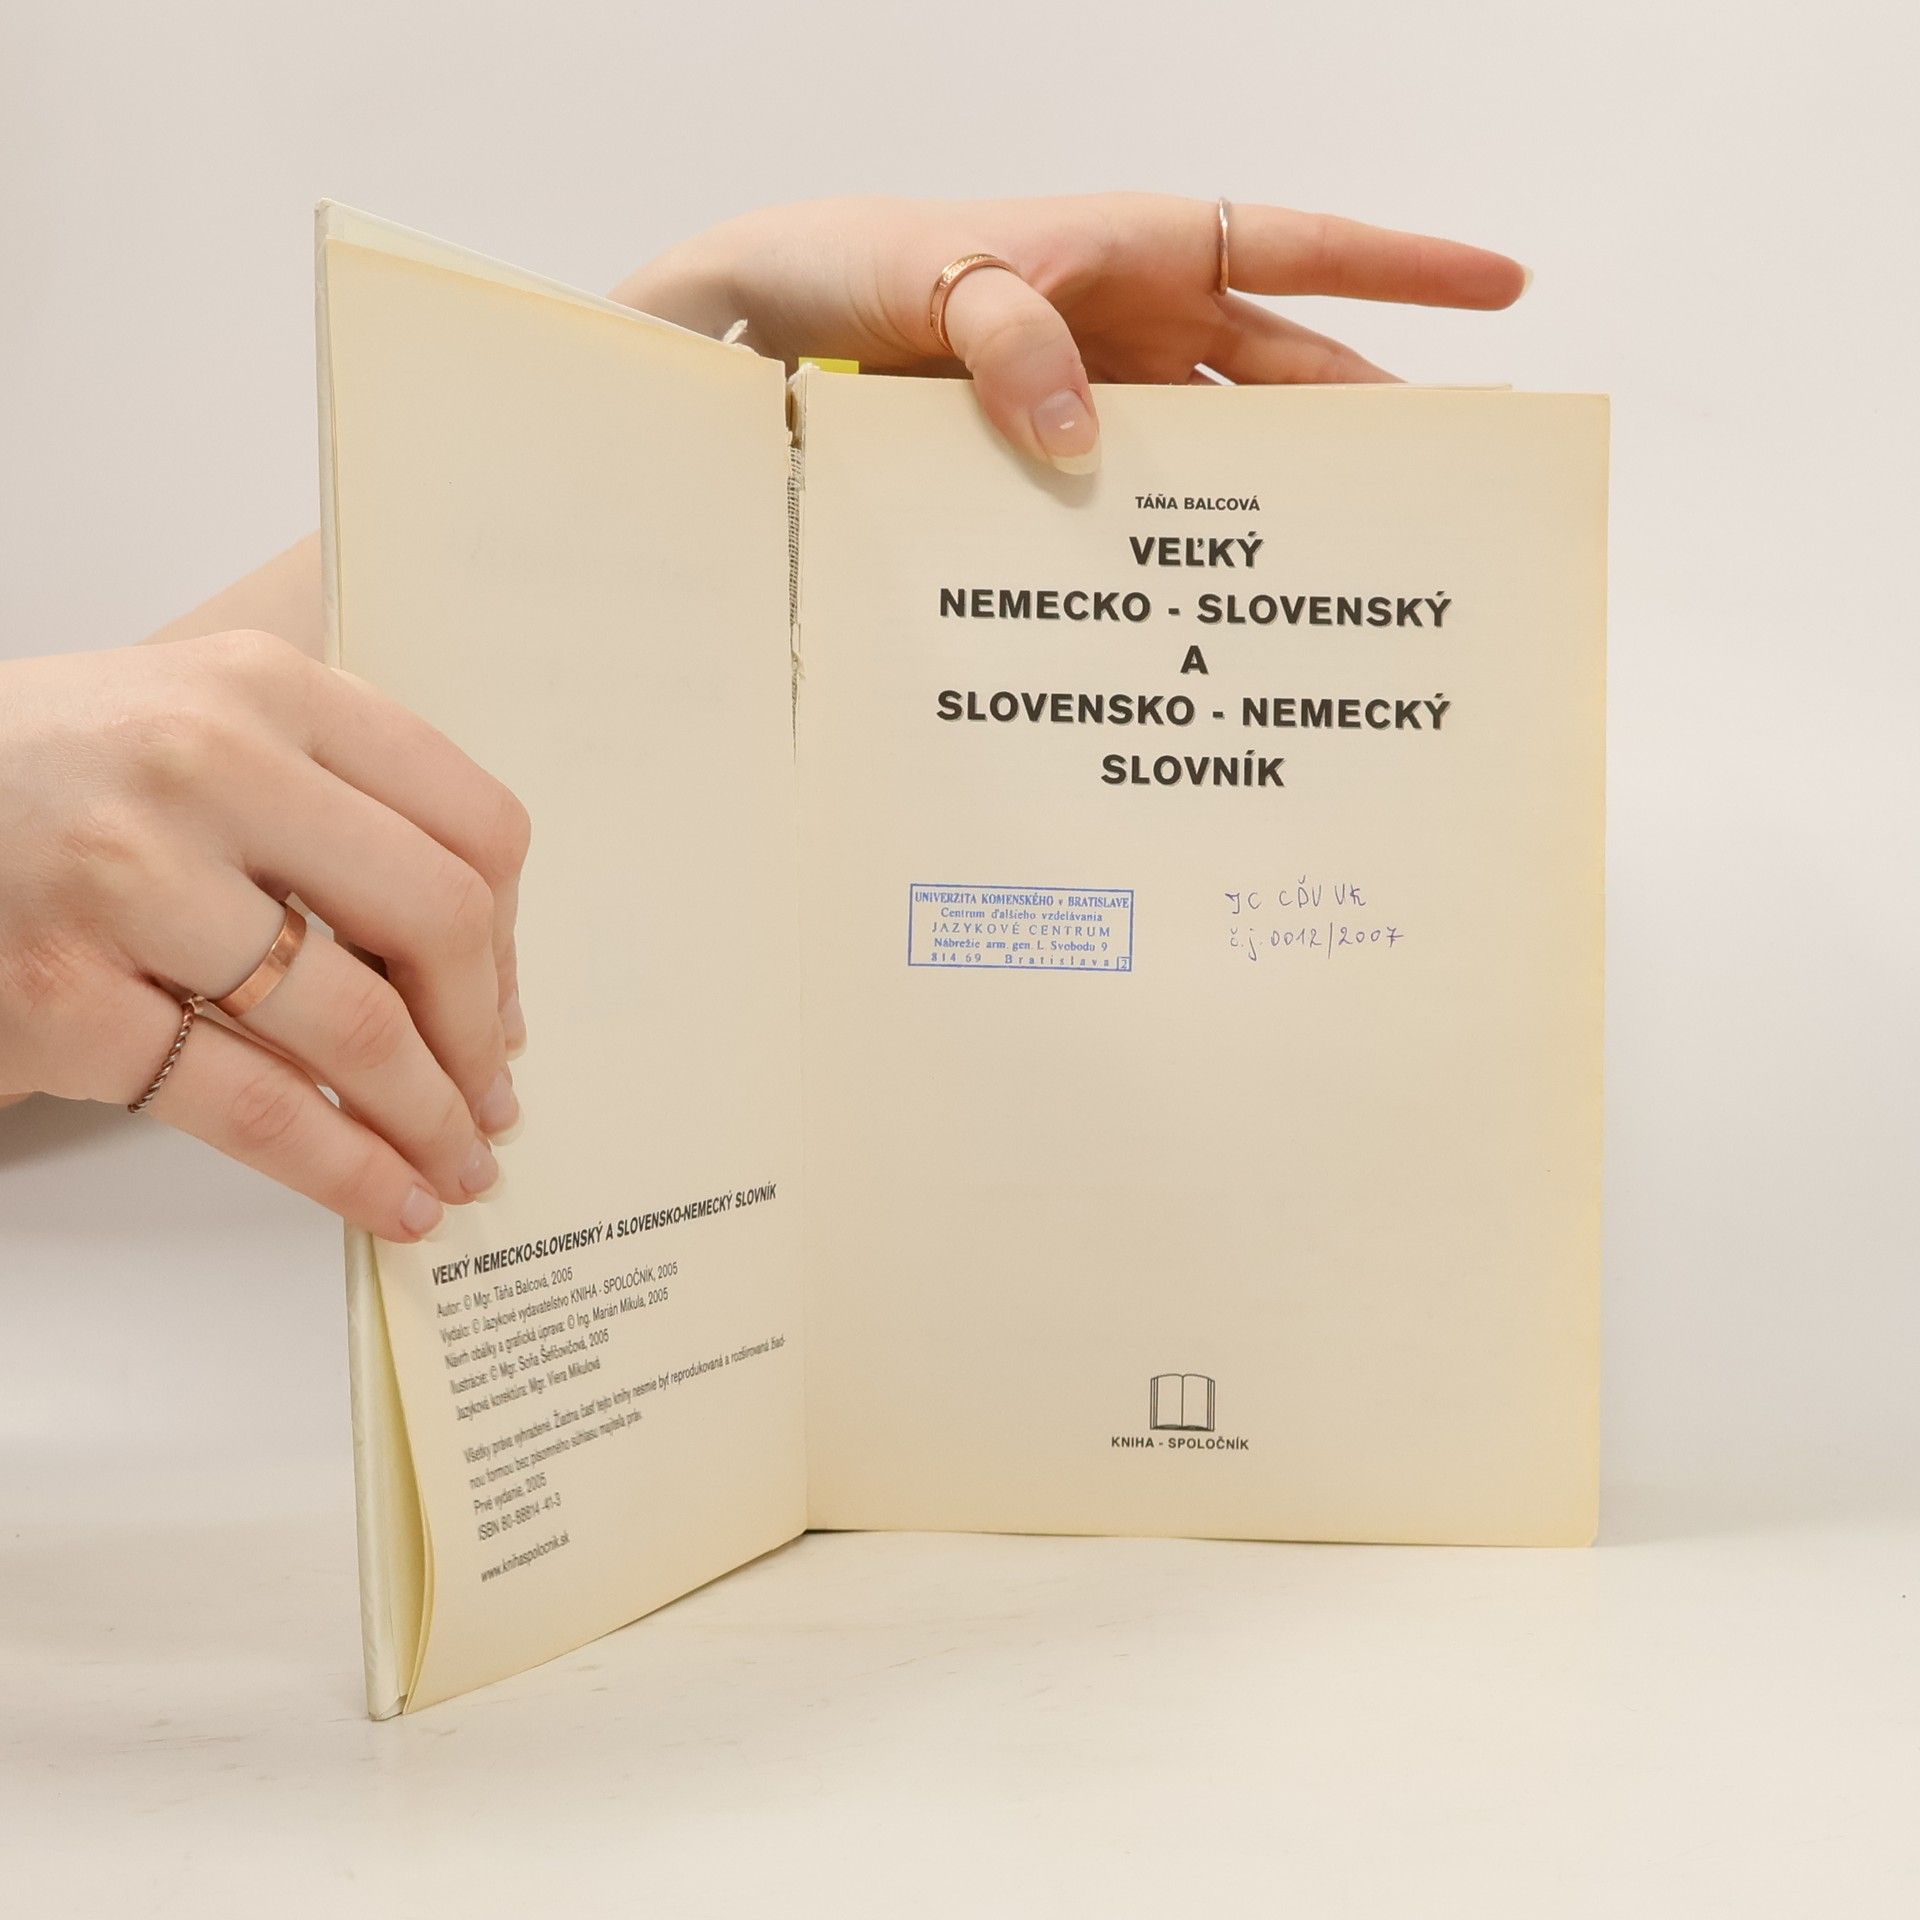 VEĽKÝ NEMECKO-SLOVENSKÝ A SLOVENSKO-NEMECKÝ SLOVNÍK
Autor: © Mgr. Táňa Balcová, 2005
Vydalo: © Jazykové vydavateľstvo KNIHA - SPOLOČNÍK, 2005
Návrh obálky a grafická úprava: © Ing. Marián Mikula, 2005
Ilustrácie: © Mgr. Soňa Šefčovičová, 2005
Jazyková korektúra: Mgr. Viera Mikulová
Všetky práva vyhradené. Žiadna časť tejto knihy nesmie byť reprodukovaná a rozširovaná žiad-
nou formou bez písomného súhlasu majiteľa práv.
Prvé vydanie, 2005
ISBN 80-88814-41-3
www.knihaspolocnik.sk
TÁŇA BALCOVÁ
VEĽKÝ
NEMECKO - SLOVENSKÝ
A
SLOVENSKO - NEMECKÝ
SLOVNÍK
UNIVERZITA KOMENSKÉHO v BRATISLAVE
Centrum ďalšieho vzdelávania
JAZYKOVÉ CENTRUM
Nábrežie arm. gen. L. Svobodu 9
814 69 Bratislava 2
JC CĎV UK
č.j. 0012/2007
KNIHA - SPOLOČNÍK